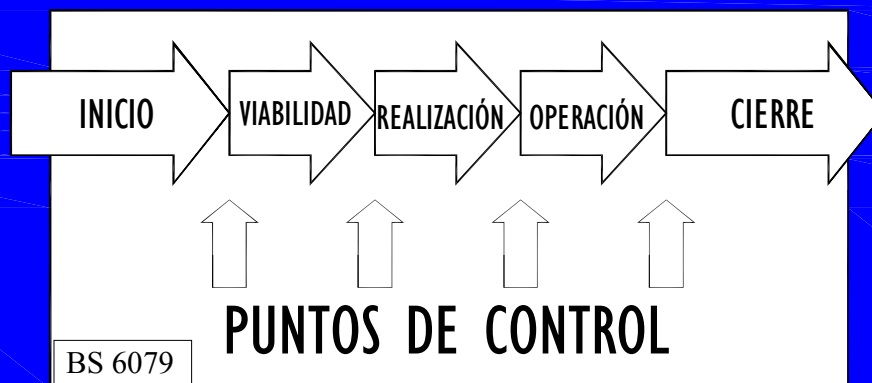 INICIO VIABILIDAD REALIZACIÓN OPERACIÓN CIERRE
PUNTOS DE CONTROL
BS 6079